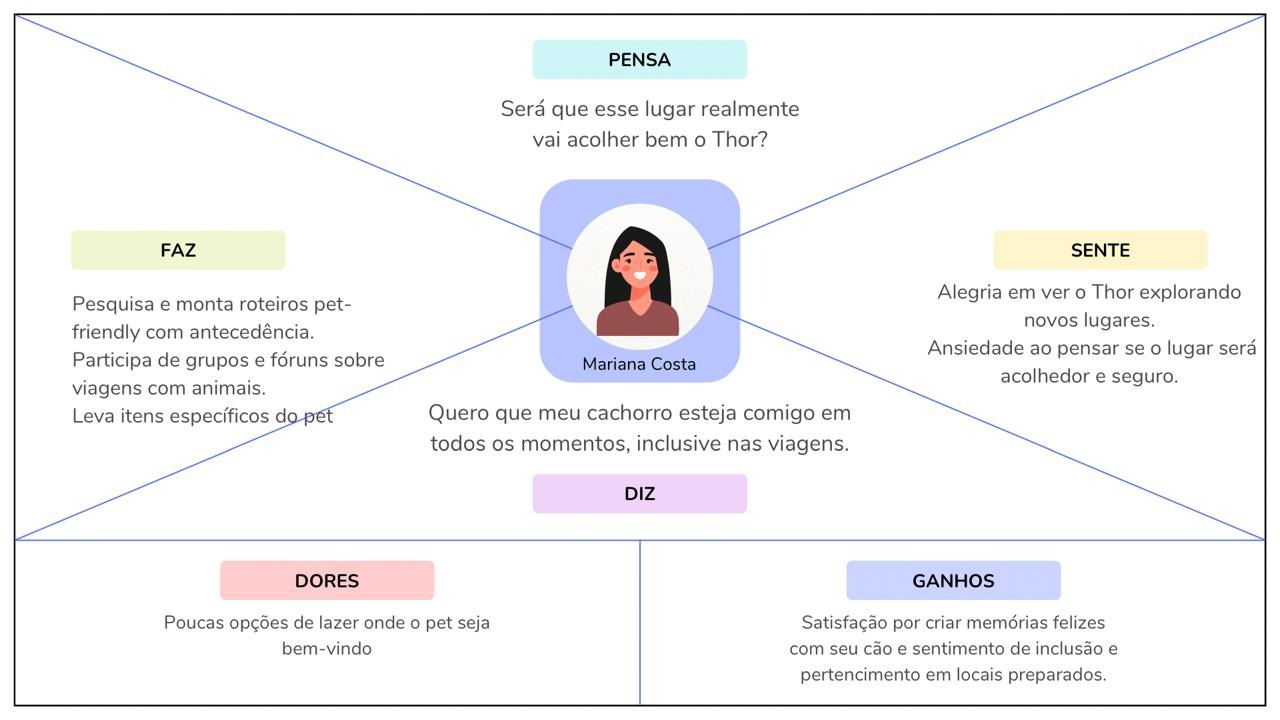 PENSA
Será que esse lugar realmente
vai acolher bem o Thor?
FAZ
Pesquisa e monta roteiros pet-
friendly com antecedência.
Participa de grupos e fóruns sobre
viagens com animais.
Leva itens específicos do pet
Mariana Costa
SENTE
Alegria em ver o Thor explorando
novos lugares.
Ansiedade ao pensar se o lugar será
acolhedor e seguro.
Quero que meu cachorro esteja comigo em
todos os momentos, inclusive nas viagens.
DIZ
DORES
Poucas opções de lazer onde o pet seja
bem-vindo
GANHOS
Satisfação por criar memórias felizes
com seu cão e sentimento de inclusão e
pertencimento em locais preparados.